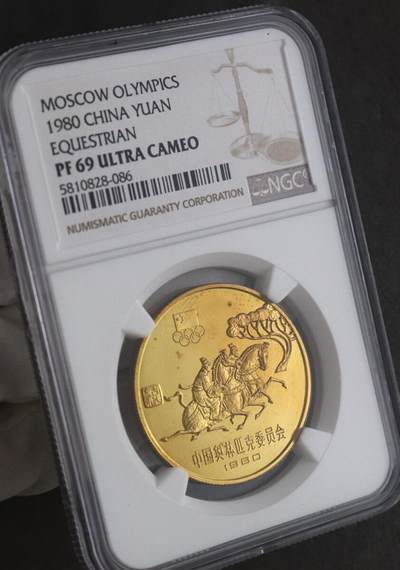 MOSCOW OLYMPICS
1980 CHINA YUAN
EQUESTRIAN
PF 69 ULTRA CAMEO
5810828-086
NUMISMATIC GUARANTY CORPORATION
NGC
中国奥林匹克委员会
1980